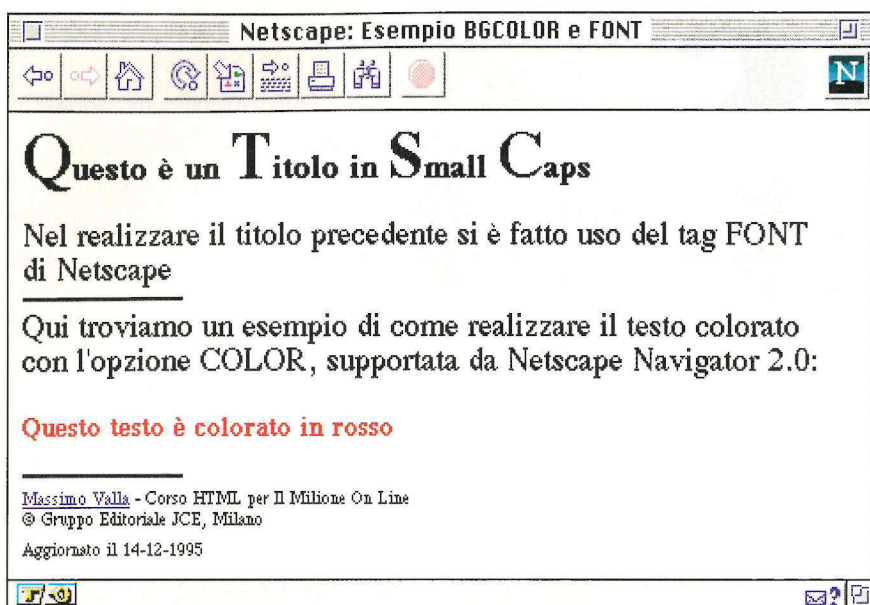 Netscape: Esempio BGCOLOR e FONT
N
Questo è un Titolo in Small Caps
Nel realizzare il titolo precedente si è fatto uso del tag FONT
di Netscape
Qui troviamo un esempio di come realizzare il testo colorato
con l'opzione COLOR, supportata da Netscape Navigator 2.0:
Questo testo è colorato in rosso
Massimo Valla - Corso HTML per Il Milione On Line
© Gruppo Editoriale JCE, Milano
Aggiornato il 14-12-1995
?